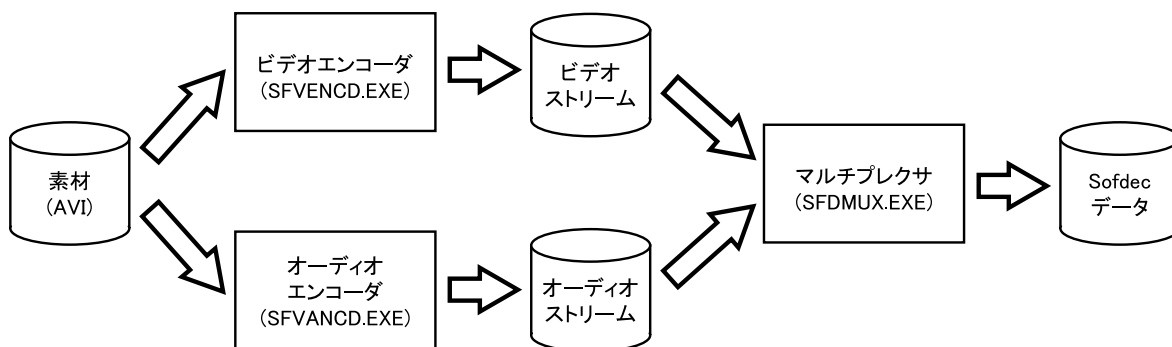 ビデオエンコーダ
(SFVENCD.EXE)
ビデオ
ストリーム
素材
(AVI)
マルチプレクサ
(SFDMUX.EXE)
Sofdec
データ
オーディオ
エンコーダ
(SFVANCD.EXE)
オーディオ
ストリーム